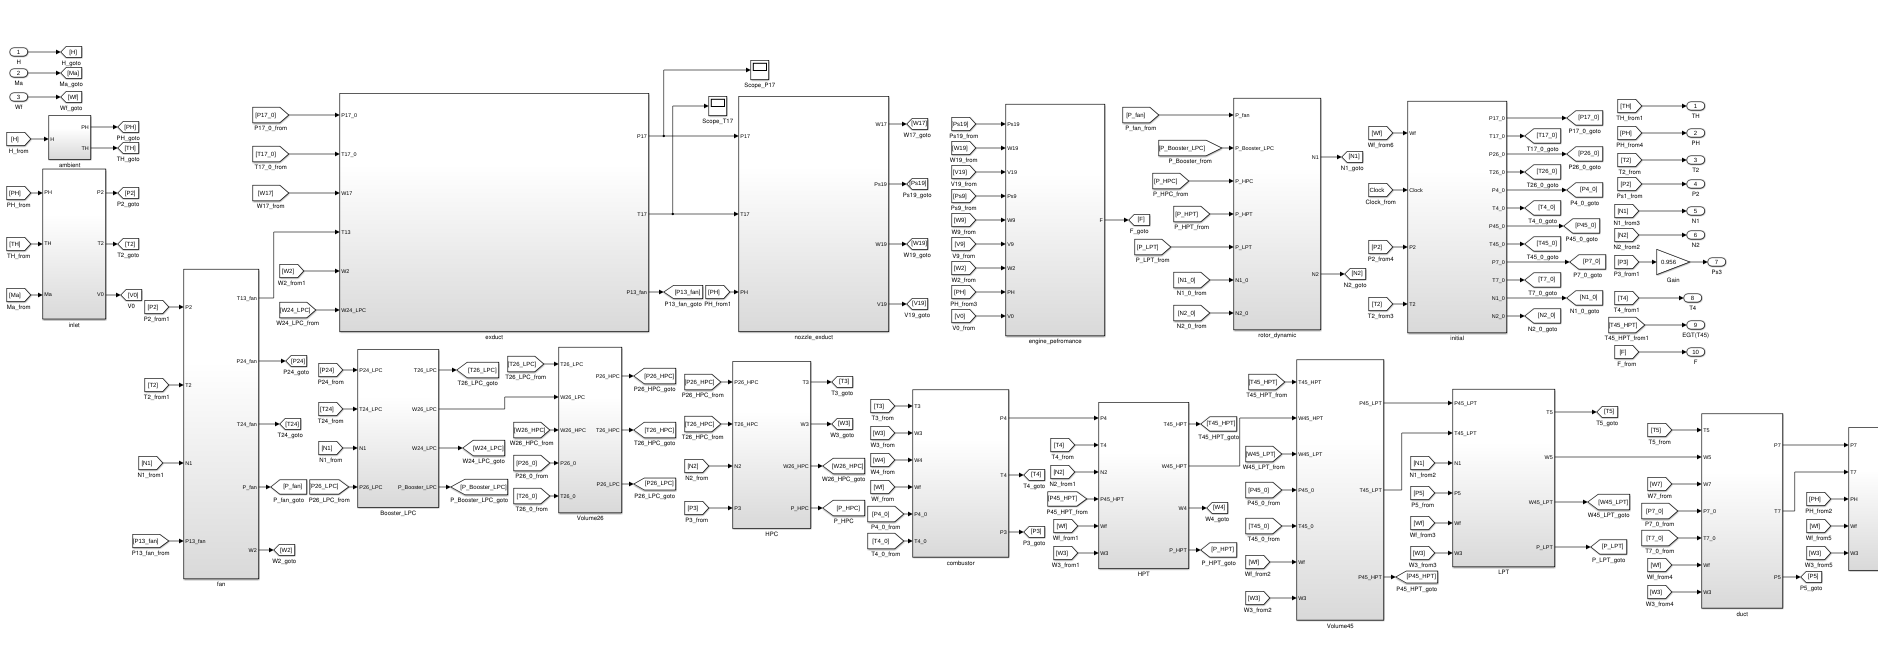 1
H
[H]
H_goto
2
Ma
[Ma]
Ma_goto
3
Wf
[Wf]
Wf_goto
[H]
H_from
H
PH
TH
ambient
[PH]
PH_goto
[TH]
TH_goto
[PH]
PH_from
[TH]
TH_from
[Ma]
Ma_from
PH
TH
Ma
P2
T2
V0
inlet
[P2]
P2_goto
[T2]
T2_goto
[V0]
V0
[P2]
P2_from1
[T2]
T2_from1
[N1]
N1_from1
[P13_fan]
P13_fan_from
P2
T2
N1
P13_fan
T13_fan
P24_fan
T24_fan
P_fan
W2
fan
[P24]
P24_goto
[T24]
T24_goto
[P_fan]
P_fan_goto
[W2]
W2_goto
[P17_0]
P17_0_from
[T17_0]
T17_0_from
[W17]
W17_from
[W2]
W2_from1
[W24_LPC]
W24_LPC_from
P17_0
T17_0
W17
T13
W2
W24_LPC
P17
T17
P13_fan
exduct
Scope_P17
Scope_T17
[P13_fan]
P13_fan_goto
[PH]
PH_from1
P17
T17
PH
W17
Ps19
W19
V19
nozzle_exduct
[W17]
W17_goto
[Ps19]
Ps19_goto
[W19]
W19_goto
[V19]
V19_goto
[Ps19]
Ps19_from
[W19]
W19_from
[V19]
V19_from
[Ps9]
Ps9_from
[W9]
W9_from
[V9]
V9_from
[W2]
W2_from
[PH]
PH_from3
[V0]
V0_from
Ps19
W19
V19
Ps9
W9
V9
W2
PH
V0
F
engine_pefromance
[F]
F_goto
[P_fan]
P_fan_from
[P_Booster_LPC]
P_Booster_from
[P_HPC]
P_HPC_from
[P_HPT]
P_HPT_from
[P_LPT]
P_LPT_from
[N1_0]
N1_0_from
[N2_0]
N2_0_from
P_fan
P_Booster_LPC
P_HPC
P_HPT
P_LPT
N1_0
N2_0
N1
N2
rotor_dynamic
[N1]
N1_goto
[N2]
N2_goto
[Wf]
Wf_from6
Clock
Clock_from
[P2]
P2_from4
[T2]
T2_from3
Wf
Clock
P2
T2
P17_0
T17_0
P26_0
T26_0
P4_0
T4_0
P45_0
T45_0
P7_0
T7_0
N1_0
N2_0
initial
[P17_0]
P17_0_goto
[T17_0]
T17_0_goto
[P26_0]
P26_0_goto
[T26_0]
T26_0_goto
[P4_0]
P4_0_goto
[T4_0]
T4_0_goto
[P45_0]
P45_0_goto
[T45_0]
T45_0_goto
[P7_0]
P7_0_goto
[T7_0]
T7_0_goto
[N1_0]
N1_0_goto
[N2_0]
N2_0_goto
[TH]
TH_from1
1
TH
[PH]
PH_from4
2
PH
[T2]
T2_from
3
T2
[P2]
Ps1_from
4
P2
[N1]
N1_from3
5
N1
[N2]
N2_from2
6
N2
[P3]
P3_from1
0.956
Gain
7
Ps3
[T4]
T4_from1
8
T4
[T45_HPT]
T45_HPT_from1
9
EGT(T45)
[F]
F_from
10
F
[P24]
P24_from
[T24]
T24_from
[N1]
N1_from
[P26_LPC]
P26_LPC_from
P24_LPC
T24_LPC
N1
P26_LPC
T26_LPC
W26_LPC
W24_LPC
P_Booster_LPC
Booster_LPC
[T26_LPC]
T26_LPC_goto
[W24_LPC]
W24_LPC_goto
[P_Booster_LPC]
P_Booster_LPC_goto
[T26_LPC]
T26_LPC_from
[W26_HPC]
W26_HPC_from
[P26_0]
P26_0_from
[T26_0]
T26_0_from
T26_LPC
W26_LPC
W26_HPC
P26_0
T26_0
P26_HPC
T26_HPC
P26_LPC
Volume26
[P26_HPC]
P26_HPC_goto
[T26_HPC]
T26_HPC_goto
[P26_LPC]
P26_LPC_goto
[P26_HPC]
P26_HPC_from
[T26_HPC]
T26_HPC_from
[N2]
N2_from
[P3]
P3_from
P26_HPC
T26_HPC
N2
P3
T3
W3
W26_HPC
P_HPC
HPC
[T3]
T3_goto
[W3]
W3_goto
[W26_HPC]
W26_HPC_goto
[P_HPC]
P_HPC
[T3]
T3_from
[W3]
W3_from
[W4]
W4_from
[Wf]
Wf_from
[P4_0]
P4_0_from
[T4_0]
T4_0_from
T3
W3
W4
Wf
P4_0
T4_0
P4
T4
P3
combustor
[T4]
T4_goto
[P3]
P3_goto
[T4]
T4_from
[N2]
N2_from1
[P45_HPT]
P45_HPT_from
[Wf]
Wf_from1
[W3]
W3_from1
P4
T4
N2
P45_HPT
Wf
W3
T45_HPT
W45_HPT
W4
P_HPT
HPT
[T45_HPT]
T45_HPT_goto
[W4]
W4_goto
[P_HPT]
P_HPT_goto
[T45_HPT]
T45_HPT_from
[W45_LPT]
W45_LPT_from
[P45_0]
P45_0_from
[T45_0]
T45_0_from
[Wf]
Wf_from2
[W3]
W3_from2
T45_HPT
W45_HPT
W45_LPT
P45_0
T45_0
Wf
W3
P45_LPT
T45_LPT
P45_HPT
Volume45
[P45_HPT]
P45_HPT_goto
[N1]
N1_from2
[P5]
P5_from
[Wf]
Wf_from3
[W3]
W3_from3
P45_LPT
T45_LPT
N1
P5
Wf
W3
T5
W5
W45_LPT
P_LPT
LPT
[T5]
T5_goto
[W45_LPT]
W45_LPT_goto
[P_LPT]
P_LPT_goto
[T5]
T5_from
[W7]
W7_from
[P7_0]
P7_0_from
[T7_0]
T7_0_from
[Wf]
Wf_from4
[W3]
W3_from4
T5
W5
W7
P7_0
T7_0
Wf
W3
P7
T7
P5
duct
[P5]
P5_goto
[PH]
PH_from2
[Wf]
Wf_from5
[W3]
W3_from5
P7
T7
PH
Wf
W3